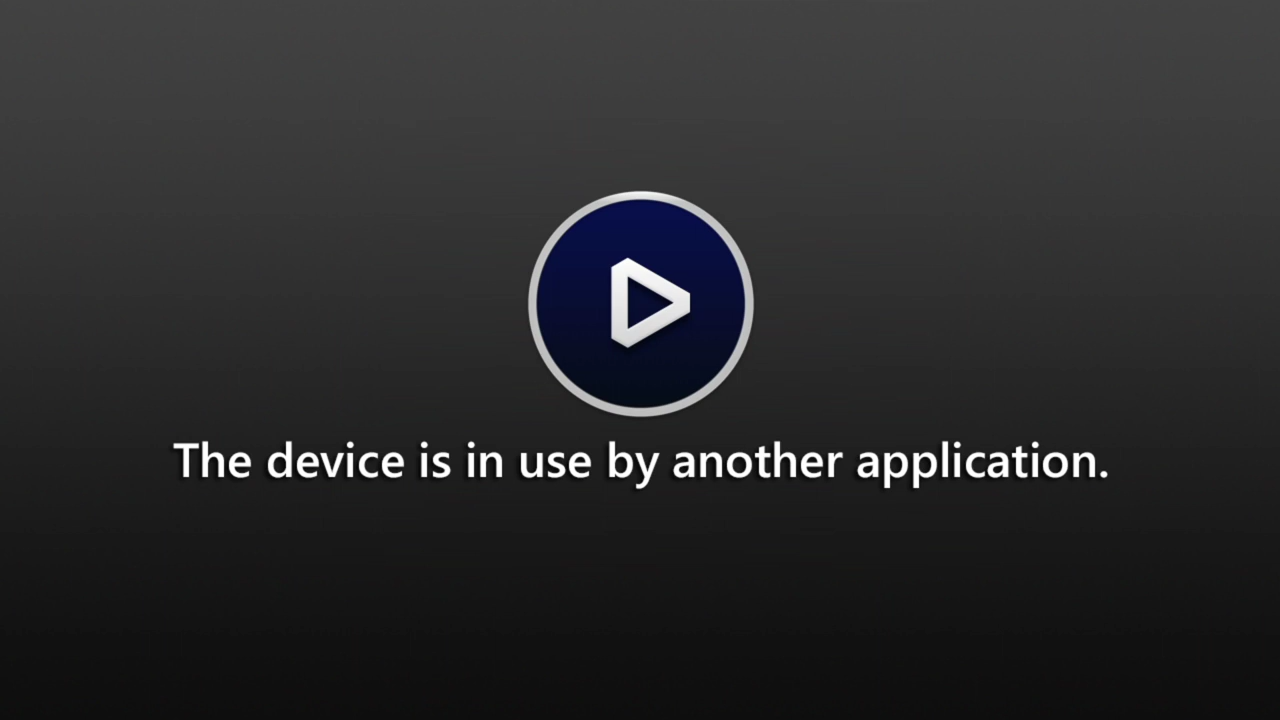 The device is in use by another application.